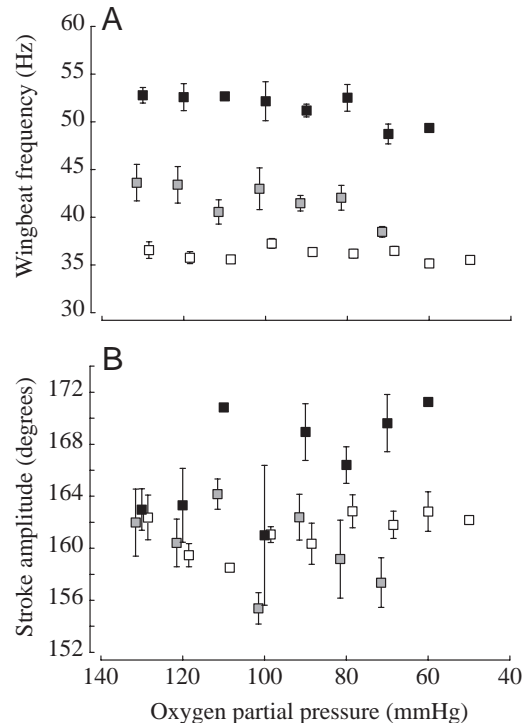 A
Wingbeat frequency (Hz)
60
55
50
45
40
35
30
B
Stroke amplitude (degrees)
172
168
164
160
156
152
140 120 100 80 60 40
Oxygen partial pressure (mmHg)